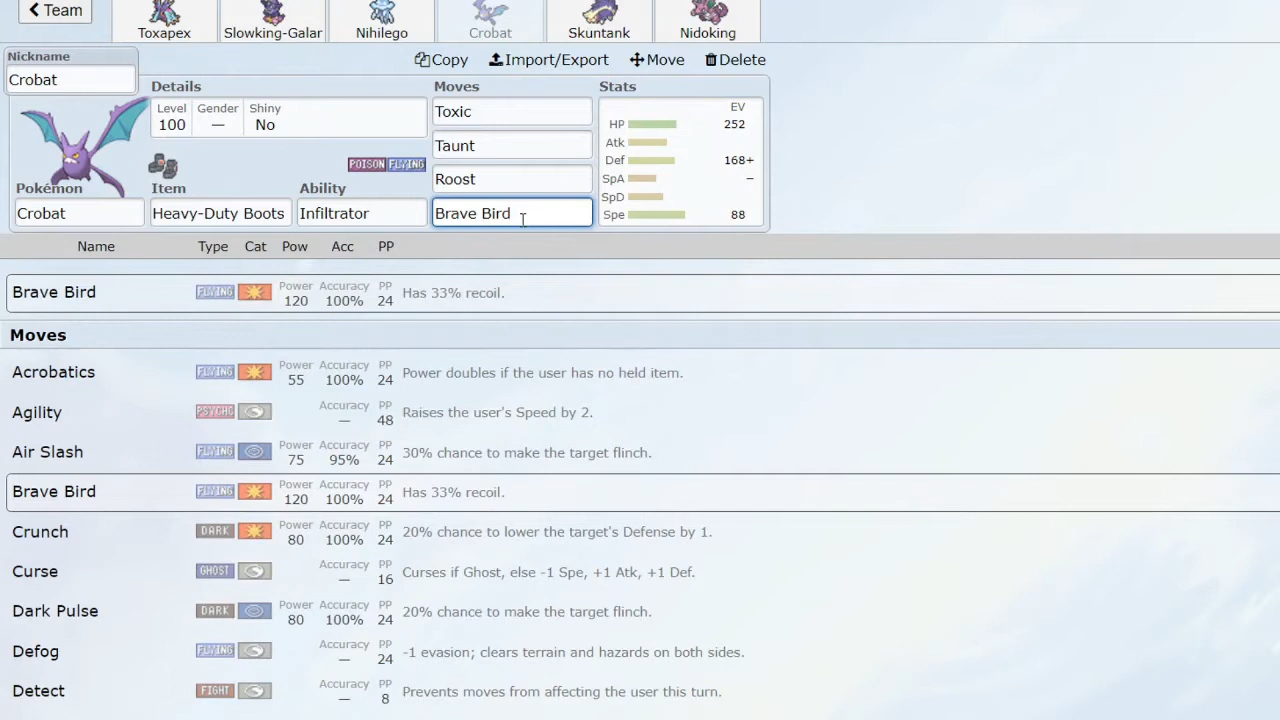 Team
Toxapex
Slowking-Galar
Nihilego
Crobat
Skuntank
Nidoking
Copy
Import/Export
Move
Delete
Nickname
Crobat
Details
Level
100
Gender
—
Shiny
No
POISON FLYING
Pokémon
Crobat
Item
Heavy-Duty Boots
Ability
Infiltrator
Moves
Toxic
Taunt
Roost
Brave Bird
Stats
EV
HP 252
Atk
Def 168+
SpA –
SpD
Spe 88
Name Type Cat Pow Acc PP
Brave Bird FLYING Power 120 Accuracy 100% PP 24 Has 33% recoil.
Moves
Acrobatics FLYING Power 55 Accuracy 100% PP 24 Power doubles if the user has no held item.
Agility PSYCHC Accuracy — PP 48 Raises the user's Speed by 2.
Air Slash FLYING Power 75 Accuracy 95% PP 24 30% chance to make the target flinch.
Brave Bird FLYING Power 120 Accuracy 100% PP 24 Has 33% recoil.
Crunch DARK Power 80 Accuracy 100% PP 24 20% chance to lower the target's Defense by 1.
Curse GHOST Accuracy — PP 16 Curses if Ghost, else -1 Spe, +1 Atk, +1 Def.
Dark Pulse DARK Power 80 Accuracy 100% PP 24 20% chance to make the target flinch.
Defog FLYING Accuracy — PP 24 -1 evasion; clears terrain and hazards on both sides.
Detect FIGHT Accuracy — PP 8 Prevents moves from affecting the user this turn.